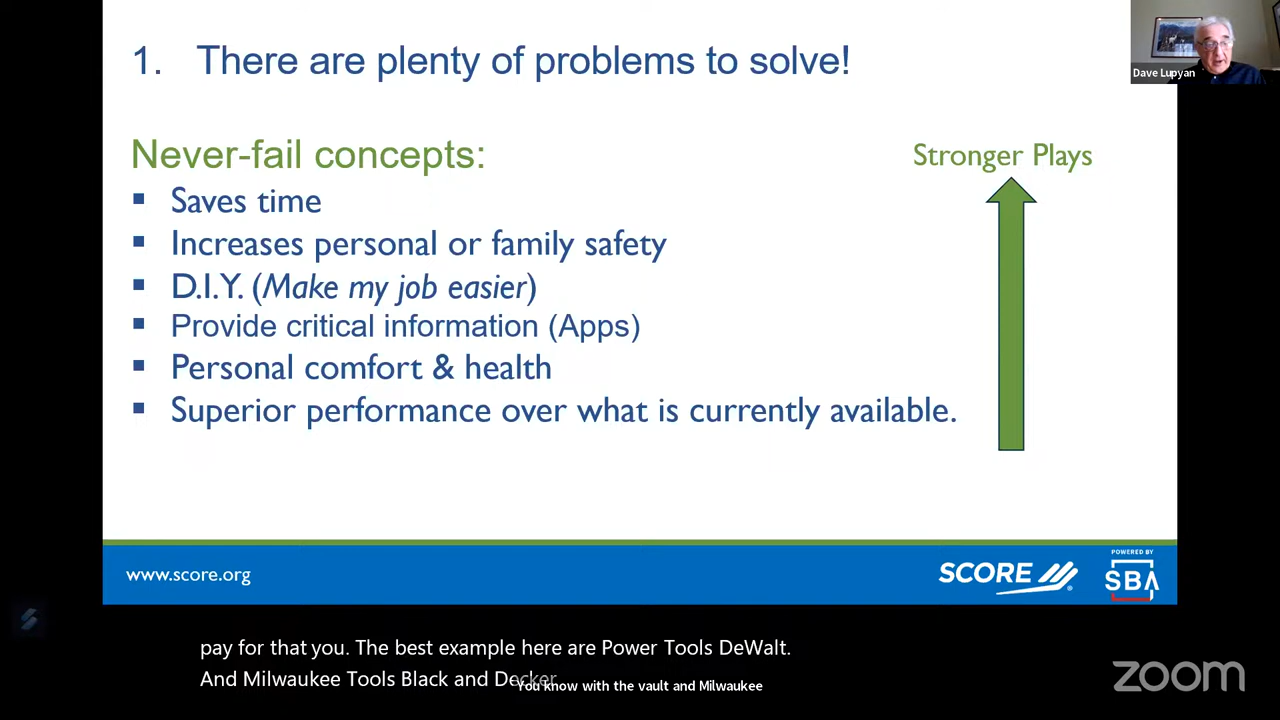 1. There are plenty of problems to solve!
Dave Lupyan
Never-fail concepts:
Stronger Plays
▪ Saves time
▪ Increases personal or family safety
▪ D.I.Y. (Make my job easier)
▪ Provide critical information (Apps)
▪ Personal comfort & health
▪ Superior performance over what is currently available.
www.score.org
SCORE
POWERED BY
SBA
pay for that you. The best example here are Power Tools DeWalt.
And Milwaukee Tools Black and Decker
You know with the vault and Milwaukee
zoom